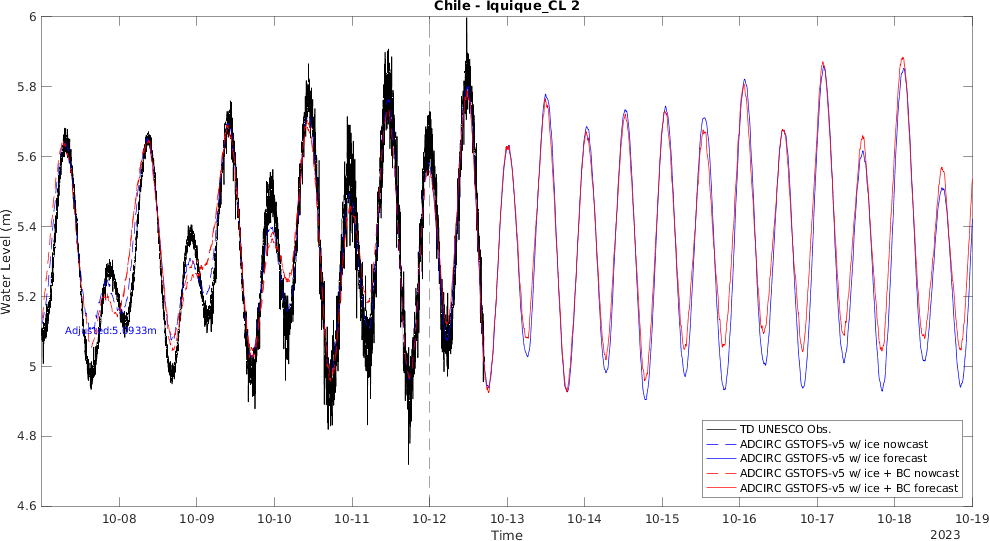 Chile - Iquique_CL 2
6
5.8
5.6
5.4
5.2
5
4.8
4.6
Water Level (m)
TD UNESCO Obs.
ADCIRC GSTOFS-v5 w/ ice nowcast
ADCIRC GSTOFS-v5 w/ ice forecast
ADCIRC GSTOFS-v5 w/ ice + BC nowcast
ADCIRC GSTOFS-v5 w/ ice + BC forecast
10-08 10-09 10-10 10-11 10-12 10-13 10-14 10-15 10-16 10-17 10-18 10-19
Time
2023